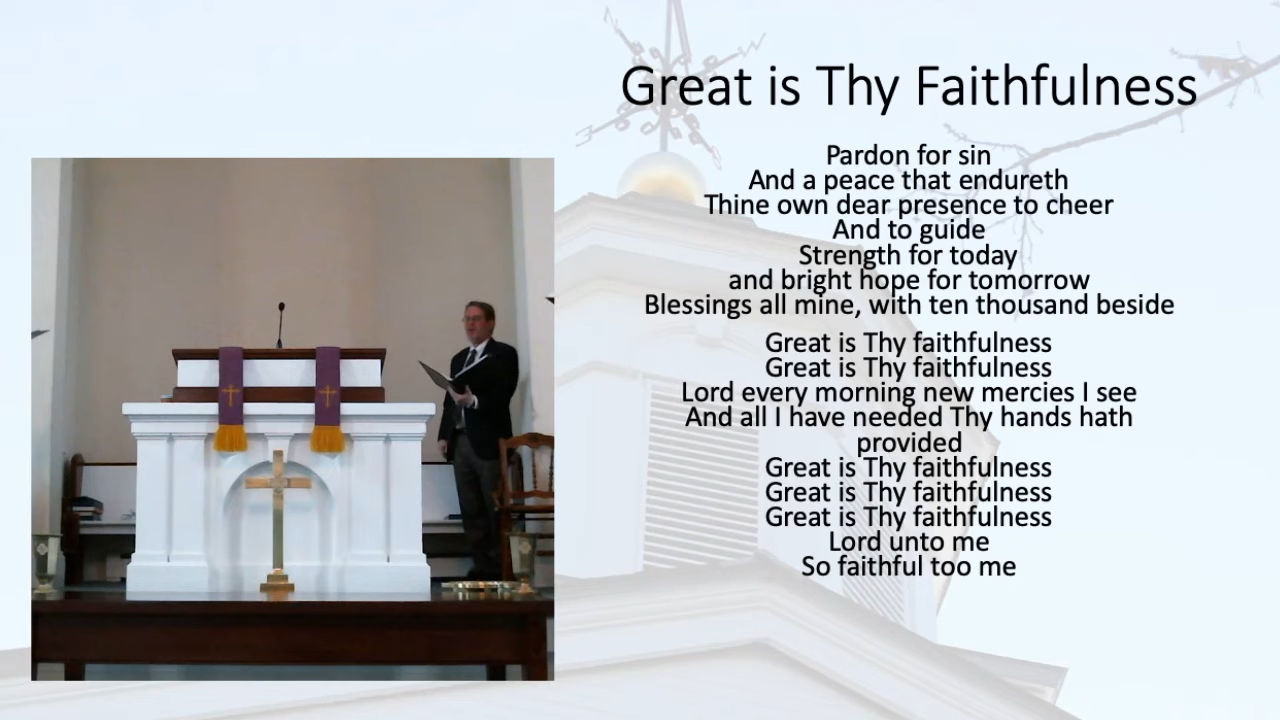 Great is Thy Faithfulness
Pardon for sin
And a peace that endureth
Thine own dear presence to cheer
And to guide
Strength for today
and bright hope for tomorrow
Blessings all mine, with ten thousand beside
Great is Thy faithfulness
Great is Thy faithfulness
Lord every morning new mercies I see
And all I have needed Thy hands hath
provided
Great is Thy faithfulness
Great is Thy faithfulness
Great is Thy faithfulness
Lord unto me
So faithful too me